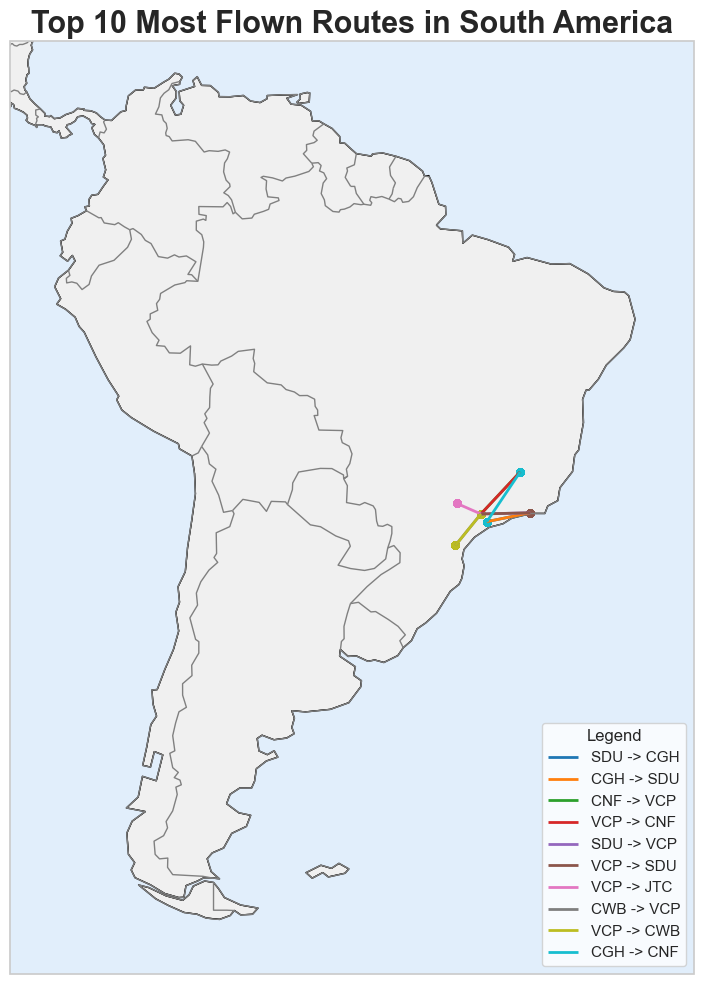 Top 10 Most Flown Routes in South America
Legend
SDU -> CGH
CGH -> SDU
CNF -> VCP
VCP -> CNF
SDU -> VCP
VCP -> SDU
VCP -> JTC
CWB -> VCP
VCP -> CWB
CGH -> CNF